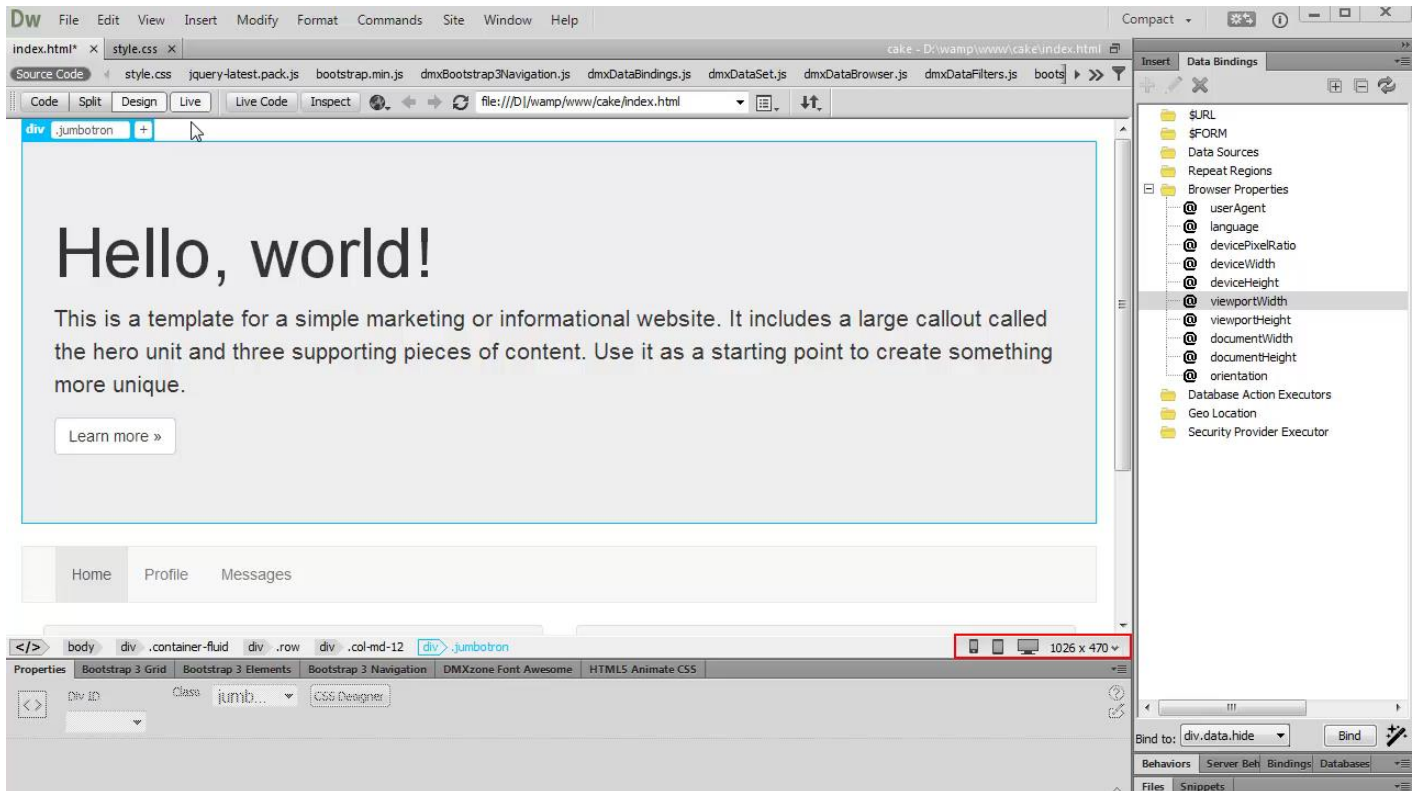 Dw File Edit View Insert Modify Format Commands Site Window Help Compact
index.html* × style.css × cake - D:\wamp\www\cake\index.html
Source Code style.css jquery-latest.pack.js bootstrap.min.js dmxBootstrap3Navigation.js dmxDataBindings.js dmxDataSet.js dmxDataBrowser.js dmxDataFilters.js boots
Code Split Design Live Live Code Inspect file:///D|/wamp/www/cake/index.html
div .jumbotron +
Hello, world!
This is a template for a simple marketing or informational website. It includes a large callout called
the hero unit and three supporting pieces of content. Use it as a starting point to create something
more unique.
Learn more »
Home Profile Messages
</> body div .container-fluid div .row div .col-md-12 div .jumbotron 1026 x 470
Properties Bootstrap 3 Grid Bootstrap 3 Elements Bootstrap 3 Navigation DMXzone Font Awesome HTML5 Animate CSS
<> Div ID Class jumb... CSS Designer
Insert Data Bindings
$URL
$FORM
Data Sources
Repeat Regions
Browser Properties
@ userAgent
@ language
@ devicePixelRatio
@ deviceWidth
@ deviceHeight
@ viewportWidth
@ viewportHeight
@ documentWidth
@ documentHeight
@ orientation
Database Action Executors
Geo Location
Security Provider Executor
Bind to: div.data.hide Bind
Behaviors Server Beh Bindings Databases
Files Snippets